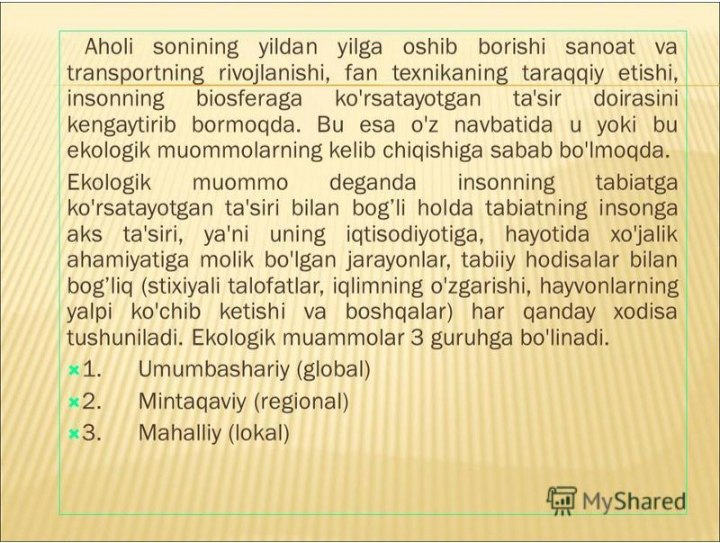 Aholi sonining yildan yilga oshib borishi sanoat va
transportning rivojlanishi, fan texnikaning taraqqiy etishi,
insonning biosferaga ko'rsatayotgan ta'sir doirasini
kengaytirib bormoqda. Bu esa o'z navbatida u yoki bu
ekologik muommolarning kelib chiqishiga sabab bo'lmoqda.
Ekologik muommo deganda insonning tabiatga
ko'rsatayotgan ta'siri bilan bog’li holda tabiatning insonga
aks ta'siri, ya'ni uning iqtisodiyotiga, hayotida xo'jalik
ahamiyatiga molik bo'lgan jarayonlar, tabiiy hodisalar bilan
bog’liq (stixiyali talofatlar, iqlimning o'zgarishi, hayvonlarning
yalpi ko'chib ketishi va boshqalar) har qanday xodisa
tushuniladi. Ekologik muammolar 3 guruhga bo'linadi.
1. Umumbashariy (global)
2. Mintaqaviy (regional)
3. Mahalliy (lokal)
MyShared